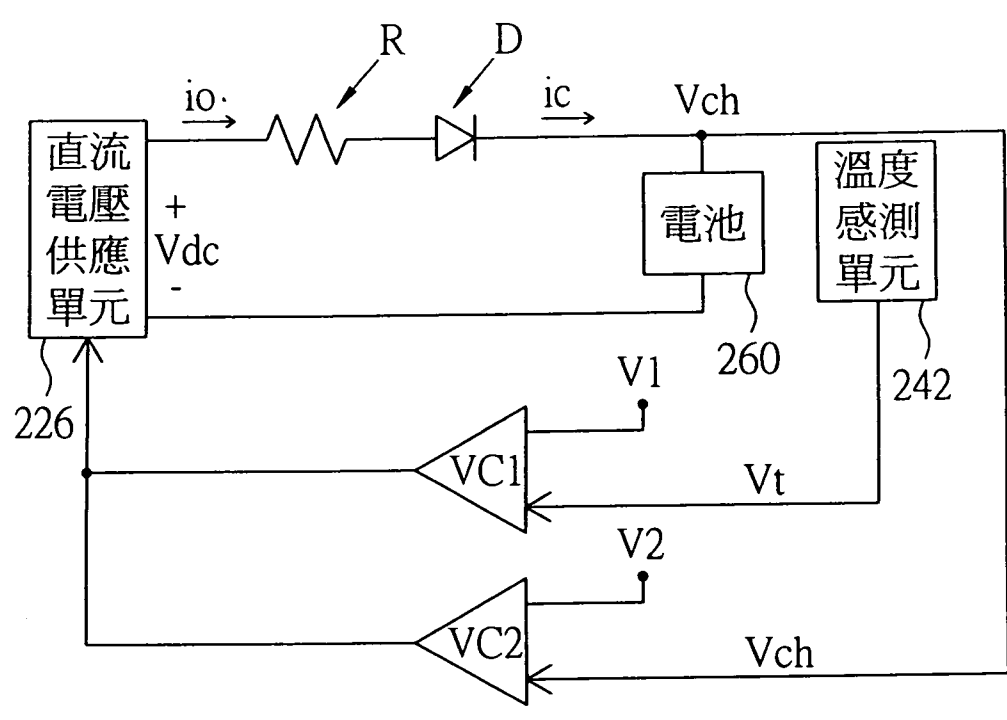 R
D
io
ic
Vch
直流
電壓
供應
單元
+
Vdc
-
電池
溫度
感測
單元
226
260
242
V1
VC1
Vt
V2
VC2
Vch